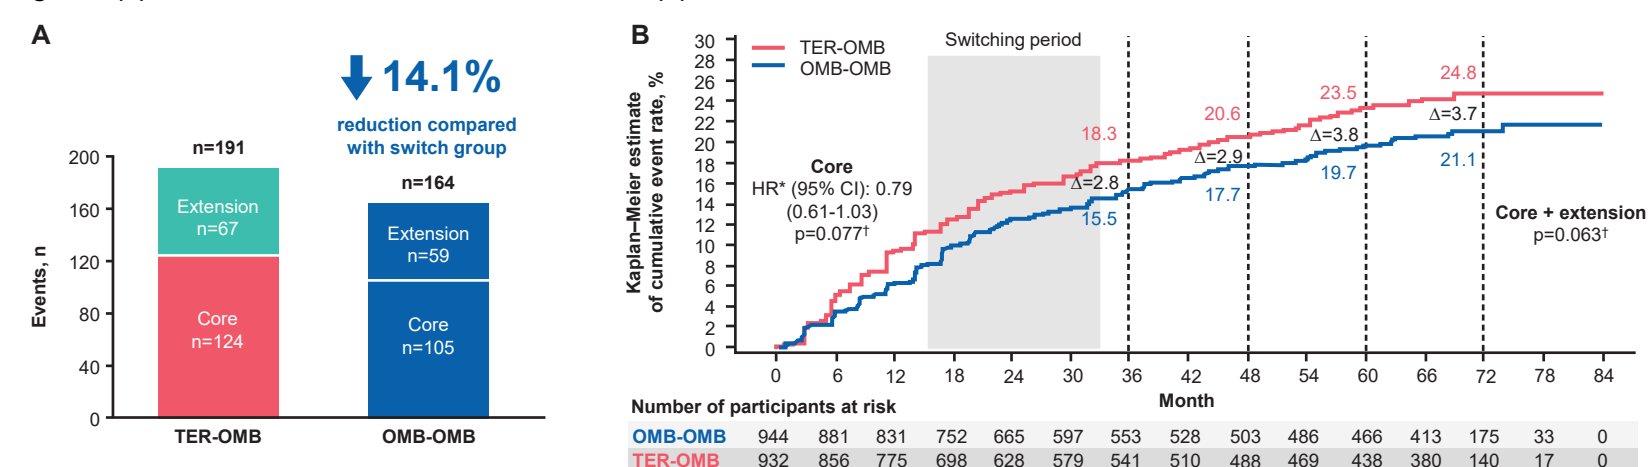 A
14.1%
reduction compared
with switch group
n=191
n=164
Events, n
200
160
120
80
40
0
Extension
n=67
Core
n=124
Extension
n=59
Core
n=105
TER-OMB
OMB-OMB
B
Kaplan–Meier estimate
of cumulative event rate, %
30
28
26
24
22
20
18
16
14
12
10
8
6
4
2
0
TER-OMB
OMB-OMB
Switching period
Core
HR* (95% CI): 0.79
(0.61-1.03)
p=0.077†
18.3
Δ=2.8
15.5
20.6
Δ=2.9
17.7
23.5
Δ=3.8
19.7
24.8
Δ=3.7
21.1
Core + extension
p=0.063†
0 6 12 18 24 30 36 42 48 54 60 66 72 78 84
Month
Number of participants at risk
OMB-OMB 944 881 831 752 665 597 553 528 503 486 466 413 175 33 0
TER-OMB 932 856 775 698 628 579 541 510 488 469 438 380 140 17 0